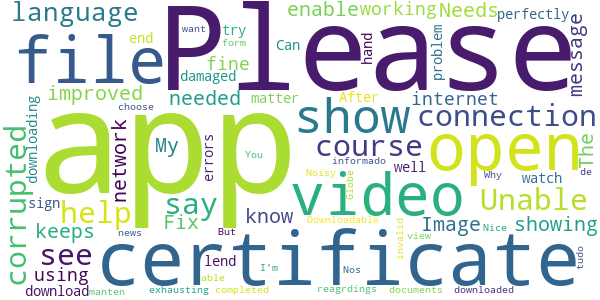 language
Please
enable
working
Needs
perfectly
want
form
hand
problem
message
end
try
Can
fine
damaged
file
improved
needed
matter
After
internet
choose
downloading
app
show
connection
open
The
corrupted
network
My
errors
course
You
informado
well
Why
de
video
Unable
watch
help
say
Fix
know
Noisy
Globe
Image
showing
sign
keeps
But
Downloadable
invalid
Nice
tudo
see
news
certificate
using
lend
I'm
Nos
view
download
able
manten
exhausting
completed
reagrdings
documents
downloaded